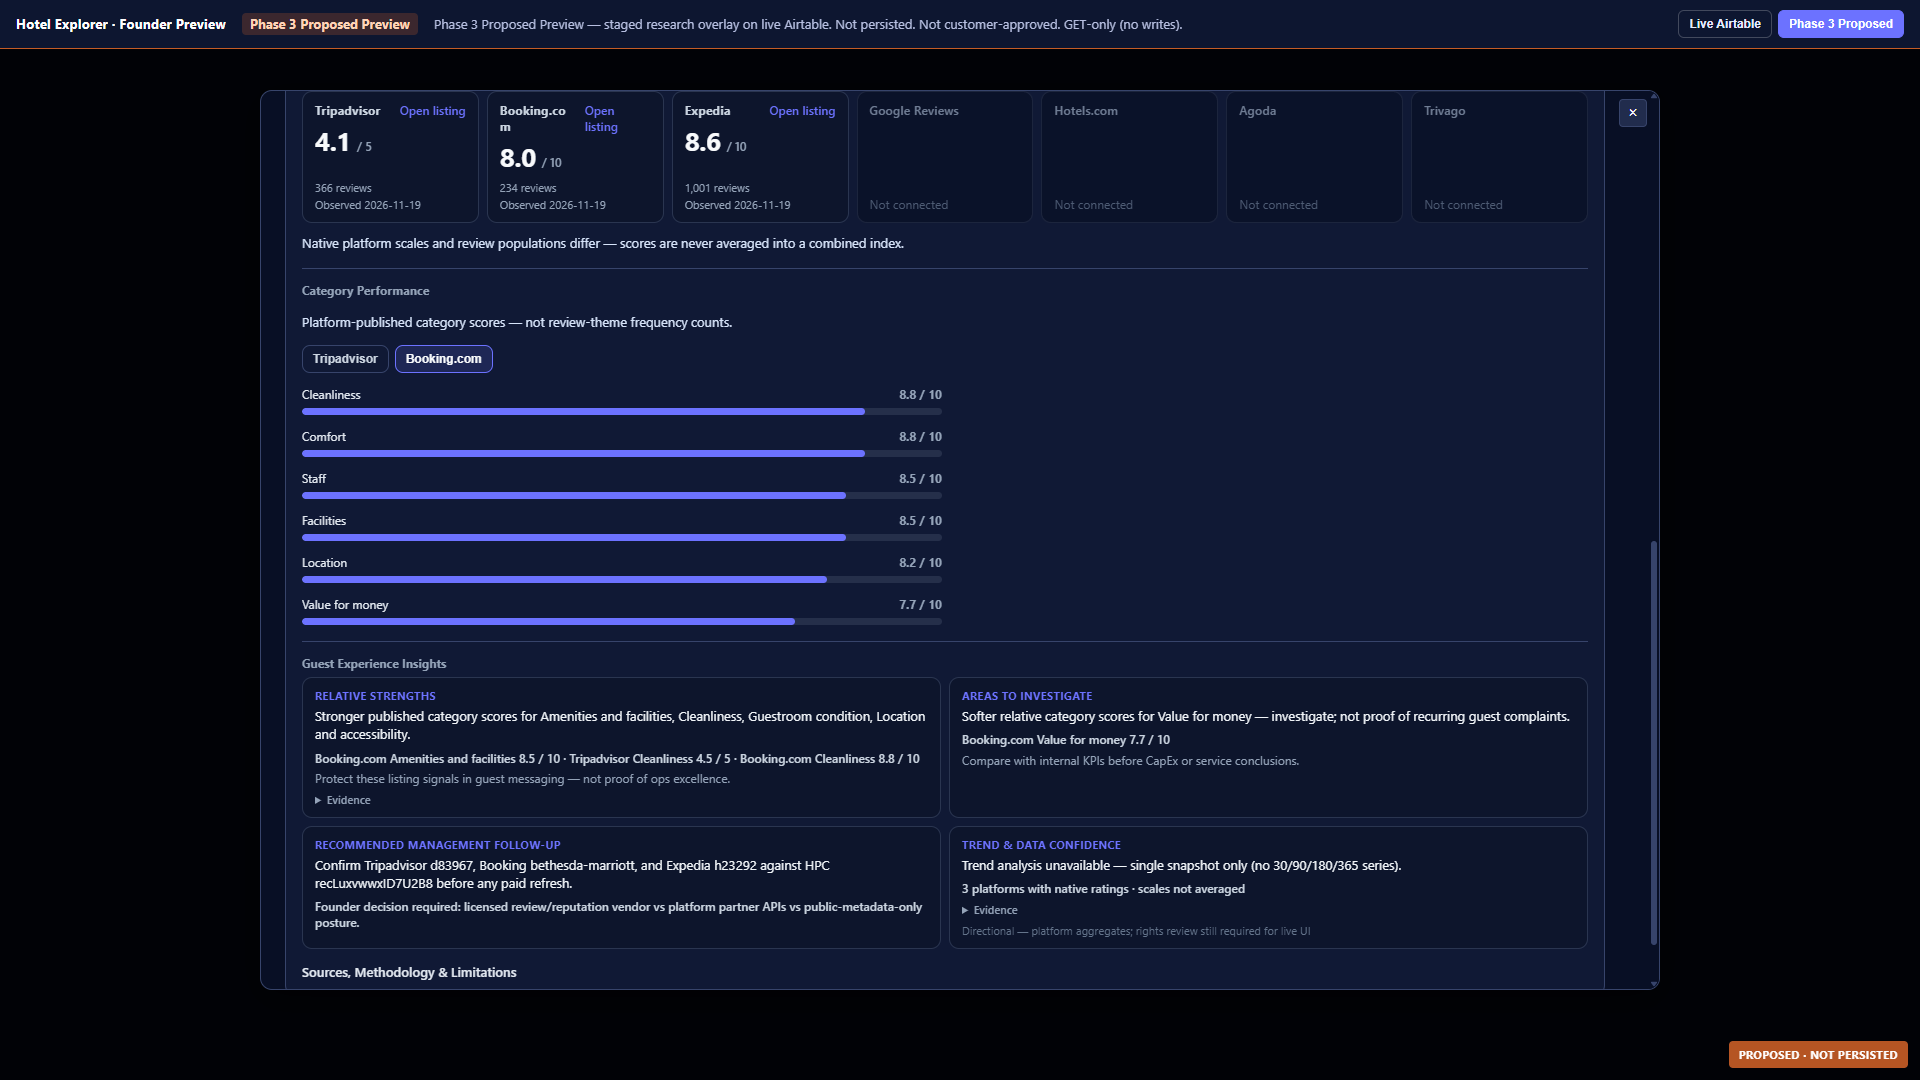 Hotel Explorer · Founder Preview
Phase 3 Proposed Preview
Phase 3 Proposed Preview — staged research overlay on live Airtable. Not persisted. Not customer-approved. GET-only (no writes).
Live Airtable
Phase 3 Proposed
×
Tripadvisor
Open listing
4.1 / 5
366 reviews
Observed 2026-11-19
Booking.co
m
Open
listing
8.0 / 10
234 reviews
Observed 2026-11-19
Expedia
Open listing
8.6 / 10
1,001 reviews
Observed 2026-11-19
Google Reviews
Not connected
Hotels.com
Not connected
Agoda
Not connected
Trivago
Not connected
Native platform scales and review populations differ — scores are never averaged into a combined index.
Category Performance
Platform-published category scores — not review-theme frequency counts.
Tripadvisor
Booking.com
Cleanliness
8.8 / 10
Comfort
8.8 / 10
Staff
8.5 / 10
Facilities
8.5 / 10
Location
8.2 / 10
Value for money
7.7 / 10
Guest Experience Insights
RELATIVE STRENGTHS
Stronger published category scores for Amenities and facilities, Cleanliness, Guestroom condition, Location
and accessibility.
Booking.com Amenities and facilities 8.5 / 10 · Tripadvisor Cleanliness 4.5 / 5 · Booking.com Cleanliness 8.8 / 10
Protect these listing signals in guest messaging — not proof of ops excellence.
▶ Evidence
AREAS TO INVESTIGATE
Softer relative category scores for Value for money — investigate; not proof of recurring guest complaints.
Booking.com Value for money 7.7 / 10
Compare with internal KPIs before CapEx or service conclusions.
RECOMMENDED MANAGEMENT FOLLOW-UP
Confirm Tripadvisor d83967, Booking bethesda-marriott, and Expedia h23292 against HPC
recLuxvwwxID7U2B8 before any paid refresh.
Founder decision required: licensed review/reputation vendor vs platform partner APIs vs public-metadata-only
posture.
TREND & DATA CONFIDENCE
Trend analysis unavailable — single snapshot only (no 30/90/180/365 series).
3 platforms with native ratings · scales not averaged
▶ Evidence
Directional — platform aggregates; rights review still required for live UI
Sources, Methodology & Limitations
PROPOSED · NOT PERSISTED